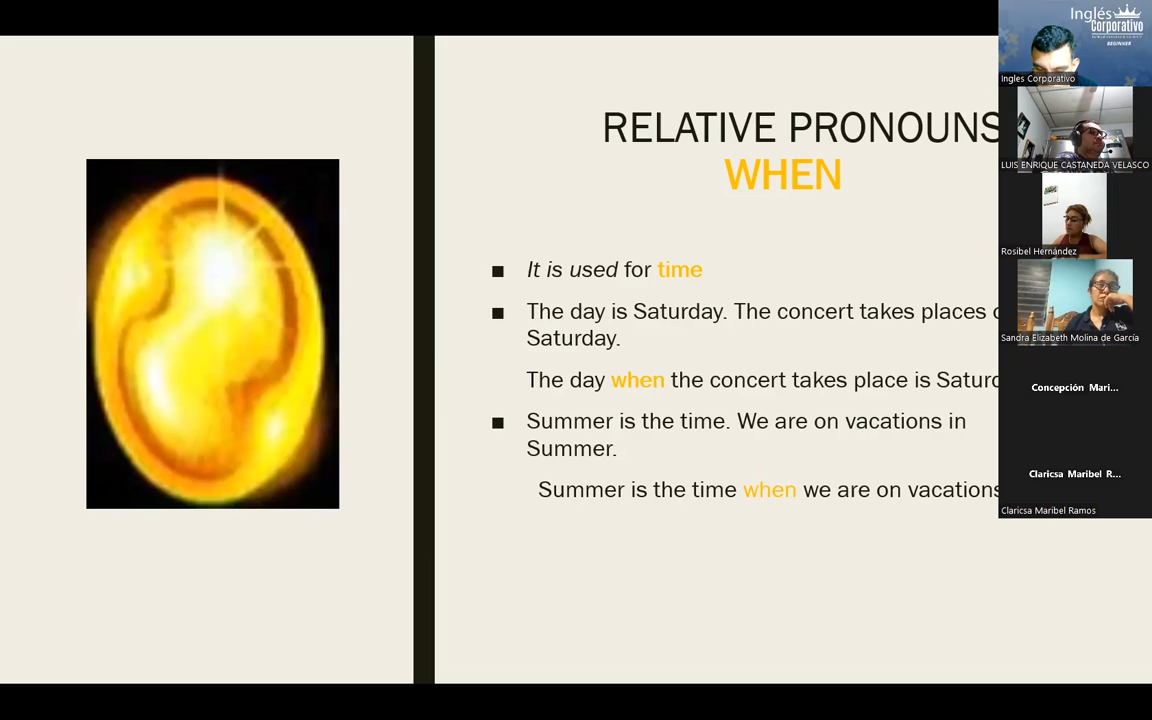 RELATIVE PRONOUNS
WHEN
■ It is used for time
■ The day is Saturday. The concert takes places
Saturday.
The day when the concert takes place is
■ Summer is the time. We are on vacations in
Summer.
Summer is the time when we are on vacations
Inglés
Corporativo
BEGINNER
Ingles Corporativo
LUIS ENRIQUE CASTANEDA VELASCO
Rosibel Hernández
Sandra Elizabeth Molina de García
Concepción Mari...
Claricsa Maribel R...
Claricsa Maribel Ramos